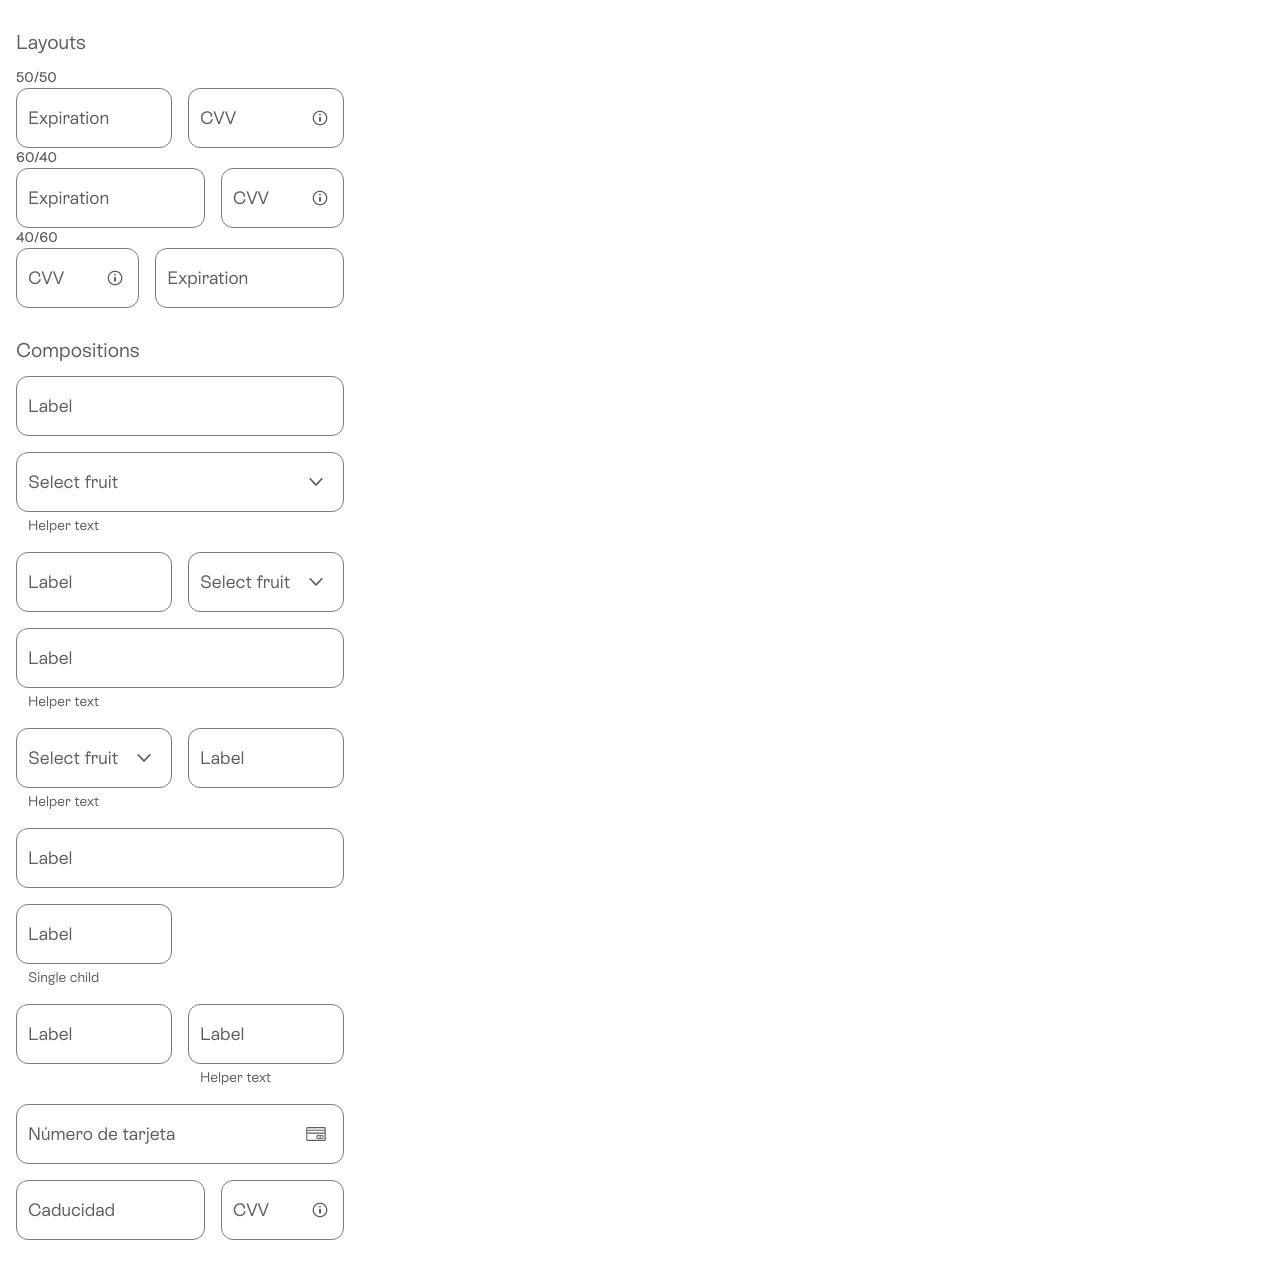 Layouts
50/50
Expiration CVV
60/40
Expiration CVV
40/60
CVV Expiration
Compositions
Label
Select fruit
Helper text
Label Select fruit
Label
Helper text
Select fruit Label
Helper text
Label
Label
Single child
Label Label
Helper text
Número de tarjeta
Caducidad CVV